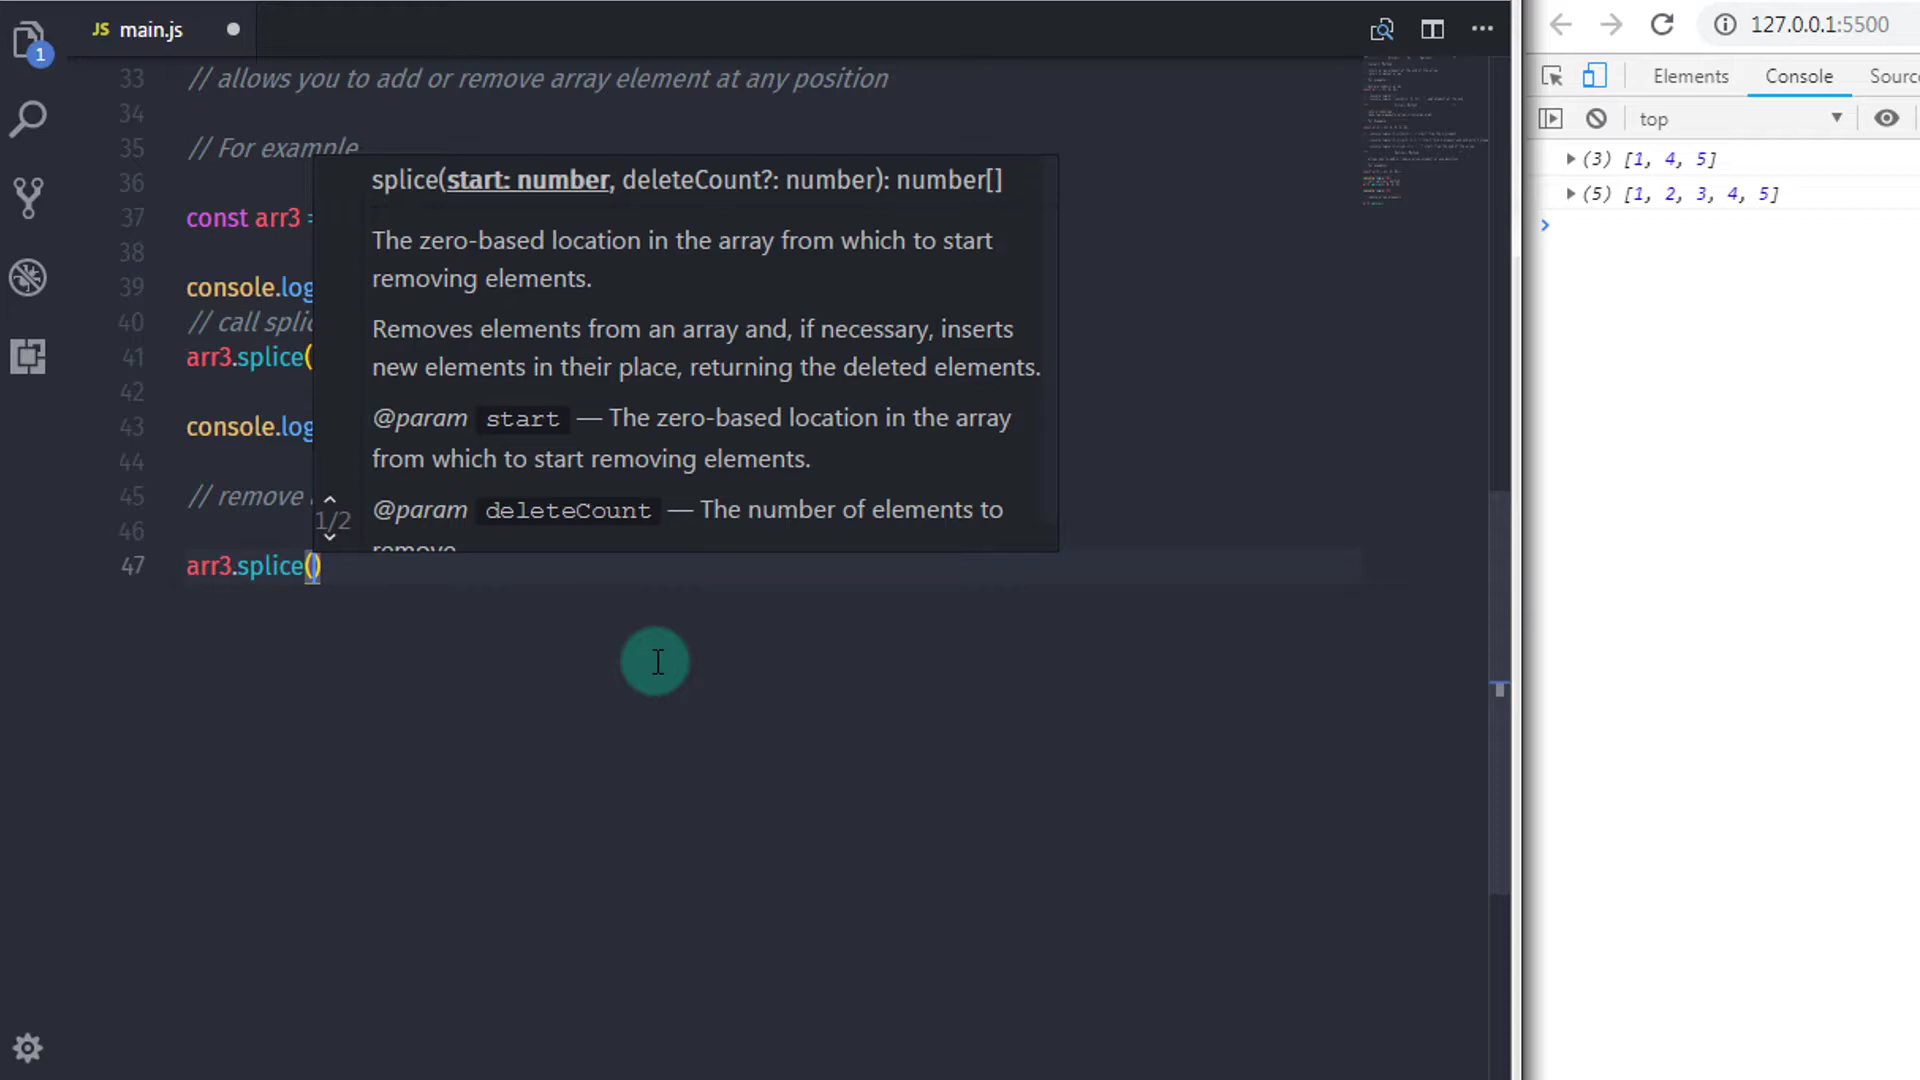 JS main.js
1
33 // allows you to add or remove array element at any position
34
35 // For example
36
37 const arr3 =
38
39 console.log
40 // call splic
41 arr3.splice(
42
43 console.log
44
45 // remove
46
47 arr3.splice()
splice(start: number, deleteCount?: number): number[]
The zero-based location in the array from which to start
removing elements.
Removes elements from an array and, if necessary, inserts
new elements in their place, returning the deleted elements.
@param start — The zero-based location in the array
from which to start removing elements.
@param deleteCount — The number of elements to
remove.
1/2
127.0.0.1:5500
Elements Console Sourc
top
(3) [1, 4, 5]
(5) [1, 2, 3, 4, 5]